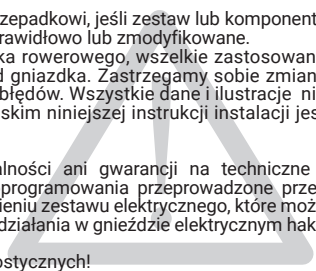 zepadkowi, jeśli zestaw lub komponent
rawidłowo lub zmodyfikowane.
ka rowerowego, wszelkie zastosowan
d gniazdka. Zastrzegamy sobie zmian
błędów. Wszystkie dane i ilustracje ni
skim niniejszej instrukcji instalacji jes
alności ani gwarancji na techniczne
programowania przeprowadzone prze
ieniu zestawu elektrycznego, które moż
działania w gnieździe elektrycznym hak
ostycznych!